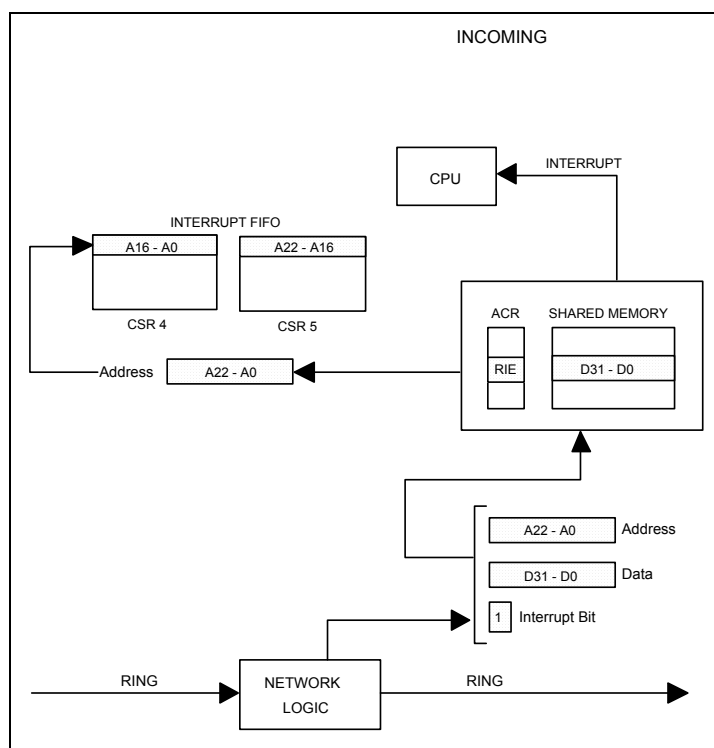 INCOMING
CPU
INTERRUPT
INTERRUPT FIFO
A16 - A0
A22 - A16
CSR 4
CSR 5
ACR
SHARED MEMORY
RIE
D31 - D0
Address
A22 - A0
A22 - A0
Address
D31 - D0
Data
1
Interrupt Bit
RING
NETWORK
LOGIC
RING